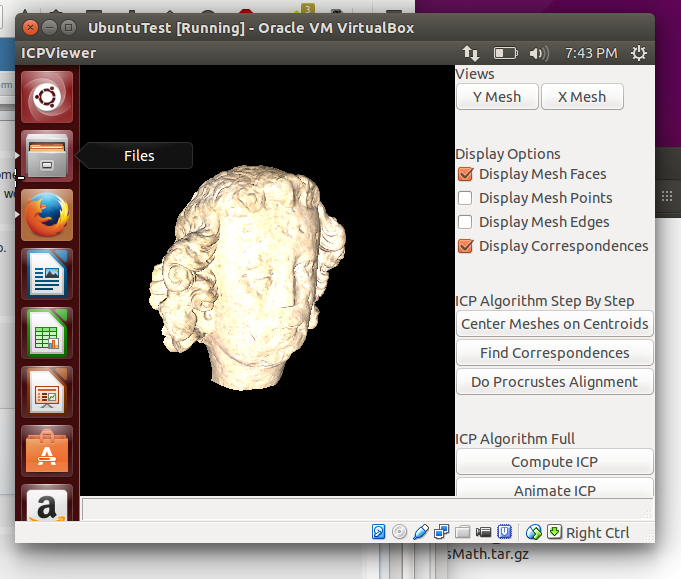 3
UbuntuTest [Running] - Oracle VM VirtualBox
ICPViewer
7:43 PM
Views
Y Mesh
X Mesh
Files
Display Options
Display Mesh Faces
Display Mesh Points
Display Mesh Edges
Display Correspondences
ICP Algorithm Step By Step
Center Meshes on Centroids
Find Correspondences
Do Procrustes Alignment
ICP Algorithm Full
Compute ICP
Animate ICP
Right Ctrl
sMath.tar.gz